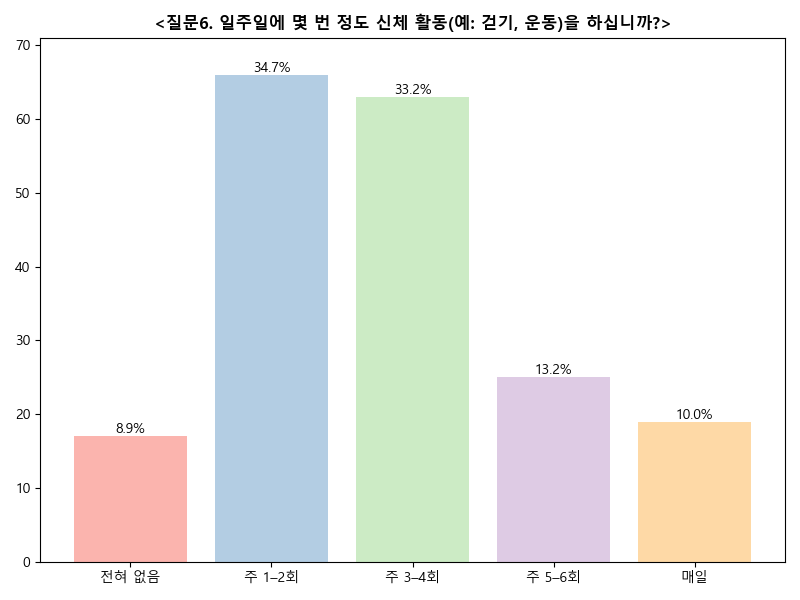 <질문6. 일주일에 몇 번 정도 신체 활동(예: 걷기, 운동)을 하십니까?>
70
60
50
40
30
20
10
0
8.9%
34.7%
33.2%
13.2%
10.0%
전혀 없음
주 1–2회
주 3–4회
주 5–6회
매일